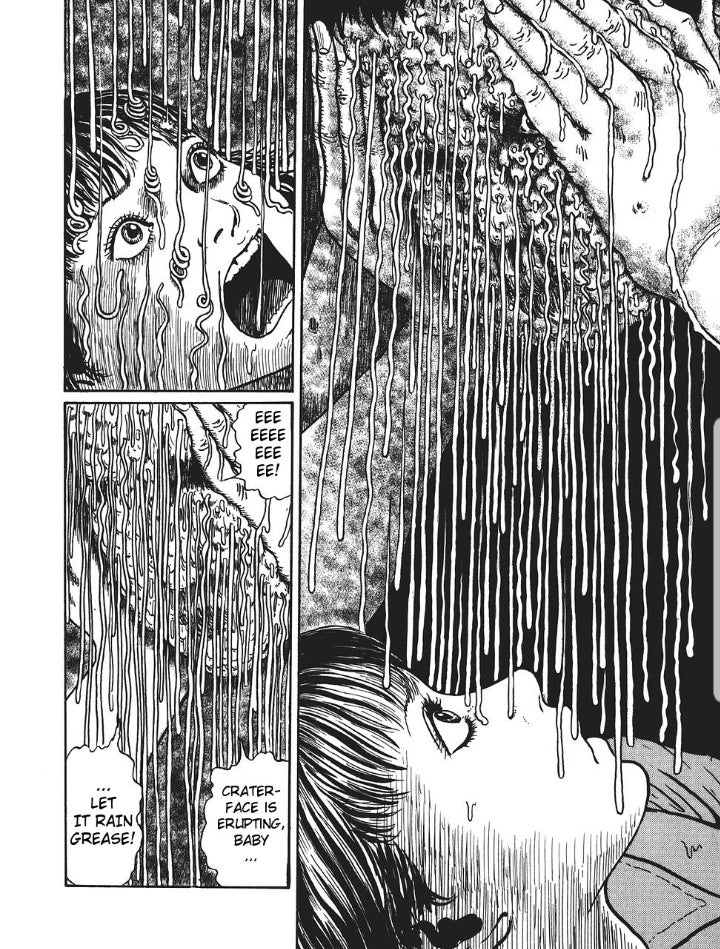 EEE
EEEE
EEE
EE!
CRATER-
FACE IS
ERUPTING,
BABY
...
...
LET
IT RAIN
GREASE!